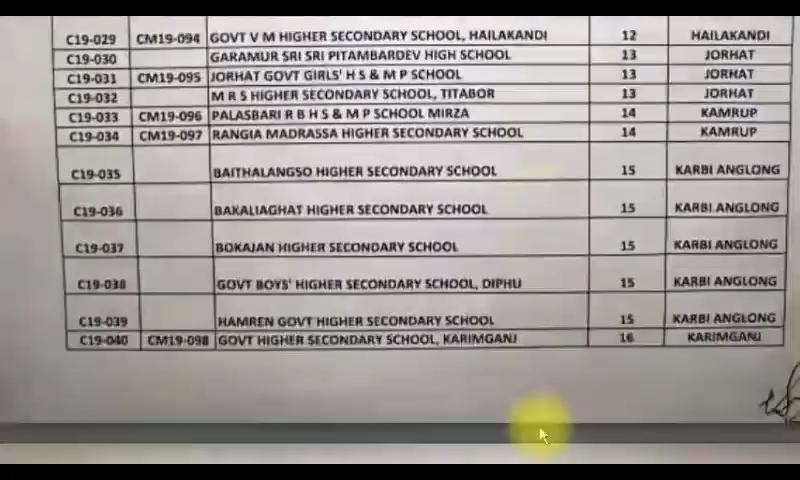 C19-029 CM19-094 GOVT V M HIGHER SECONDARY SCHOOL, HAILAKANDI 12 HAILAKANDI
C19-030 GARAMUR SRI SRI PITAMBARDEV HIGH SCHOOL 13 JORHAT
C19-031 CM19-095 JORHAT GOVT GIRLS' H S & M P SCHOOL 13 JORHAT
C19-032 M R S HIGHER SECONDARY SCHOOL, TITABOR 13 JORHAT
C19-033 CM19-096 PALASBARI R B H S & M P SCHOOL MIRZA 14 KAMRUP
C19-034 CM19-097 RANGIA MADRASSA HIGHER SECONDARY SCHOOL 14 KAMRUP
C19-035 BAITHALANGSO HIGHER SECONDARY SCHOOL 15 KARBI ANGLONG
C19-036 BAKALIAGHAT HIGHER SECONDARY SCHOOL 15 KARBI ANGLONG
C19-037 BOKAJAN HIGHER SECONDARY SCHOOL 15 KARBI ANGLONG
C19-038 GOVT BOYS' HIGHER SECONDARY SCHOOL, DIPHU 15 KARBI ANGLONG
C19-039 HAMREN GOVT HIGHER SECONDARY SCHOOL 15 KARBI ANGLONG
C19-040 CM19-098 GOVT HIGHER SECONDARY SCHOOL, KARIMGANJ 16 KARIMGANJ